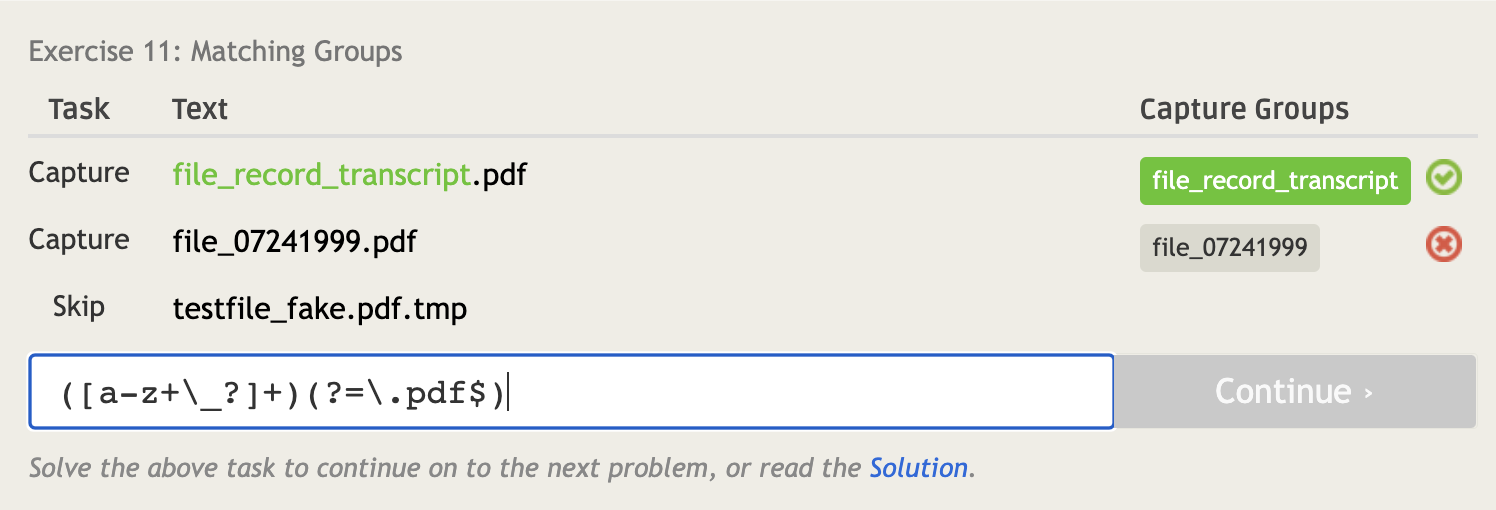 Exercise 11: Matching Groups
Task Text Capture Groups
Capture file_record_transcript.pdf file_record_transcript
Capture file_07241999.pdf file_07241999
Skip testfile_fake.pdf.tmp
([a-z+\_?]+)(?=\.pdf$) Continue ›
Solve the above task to continue on to the next problem, or read the Solution.